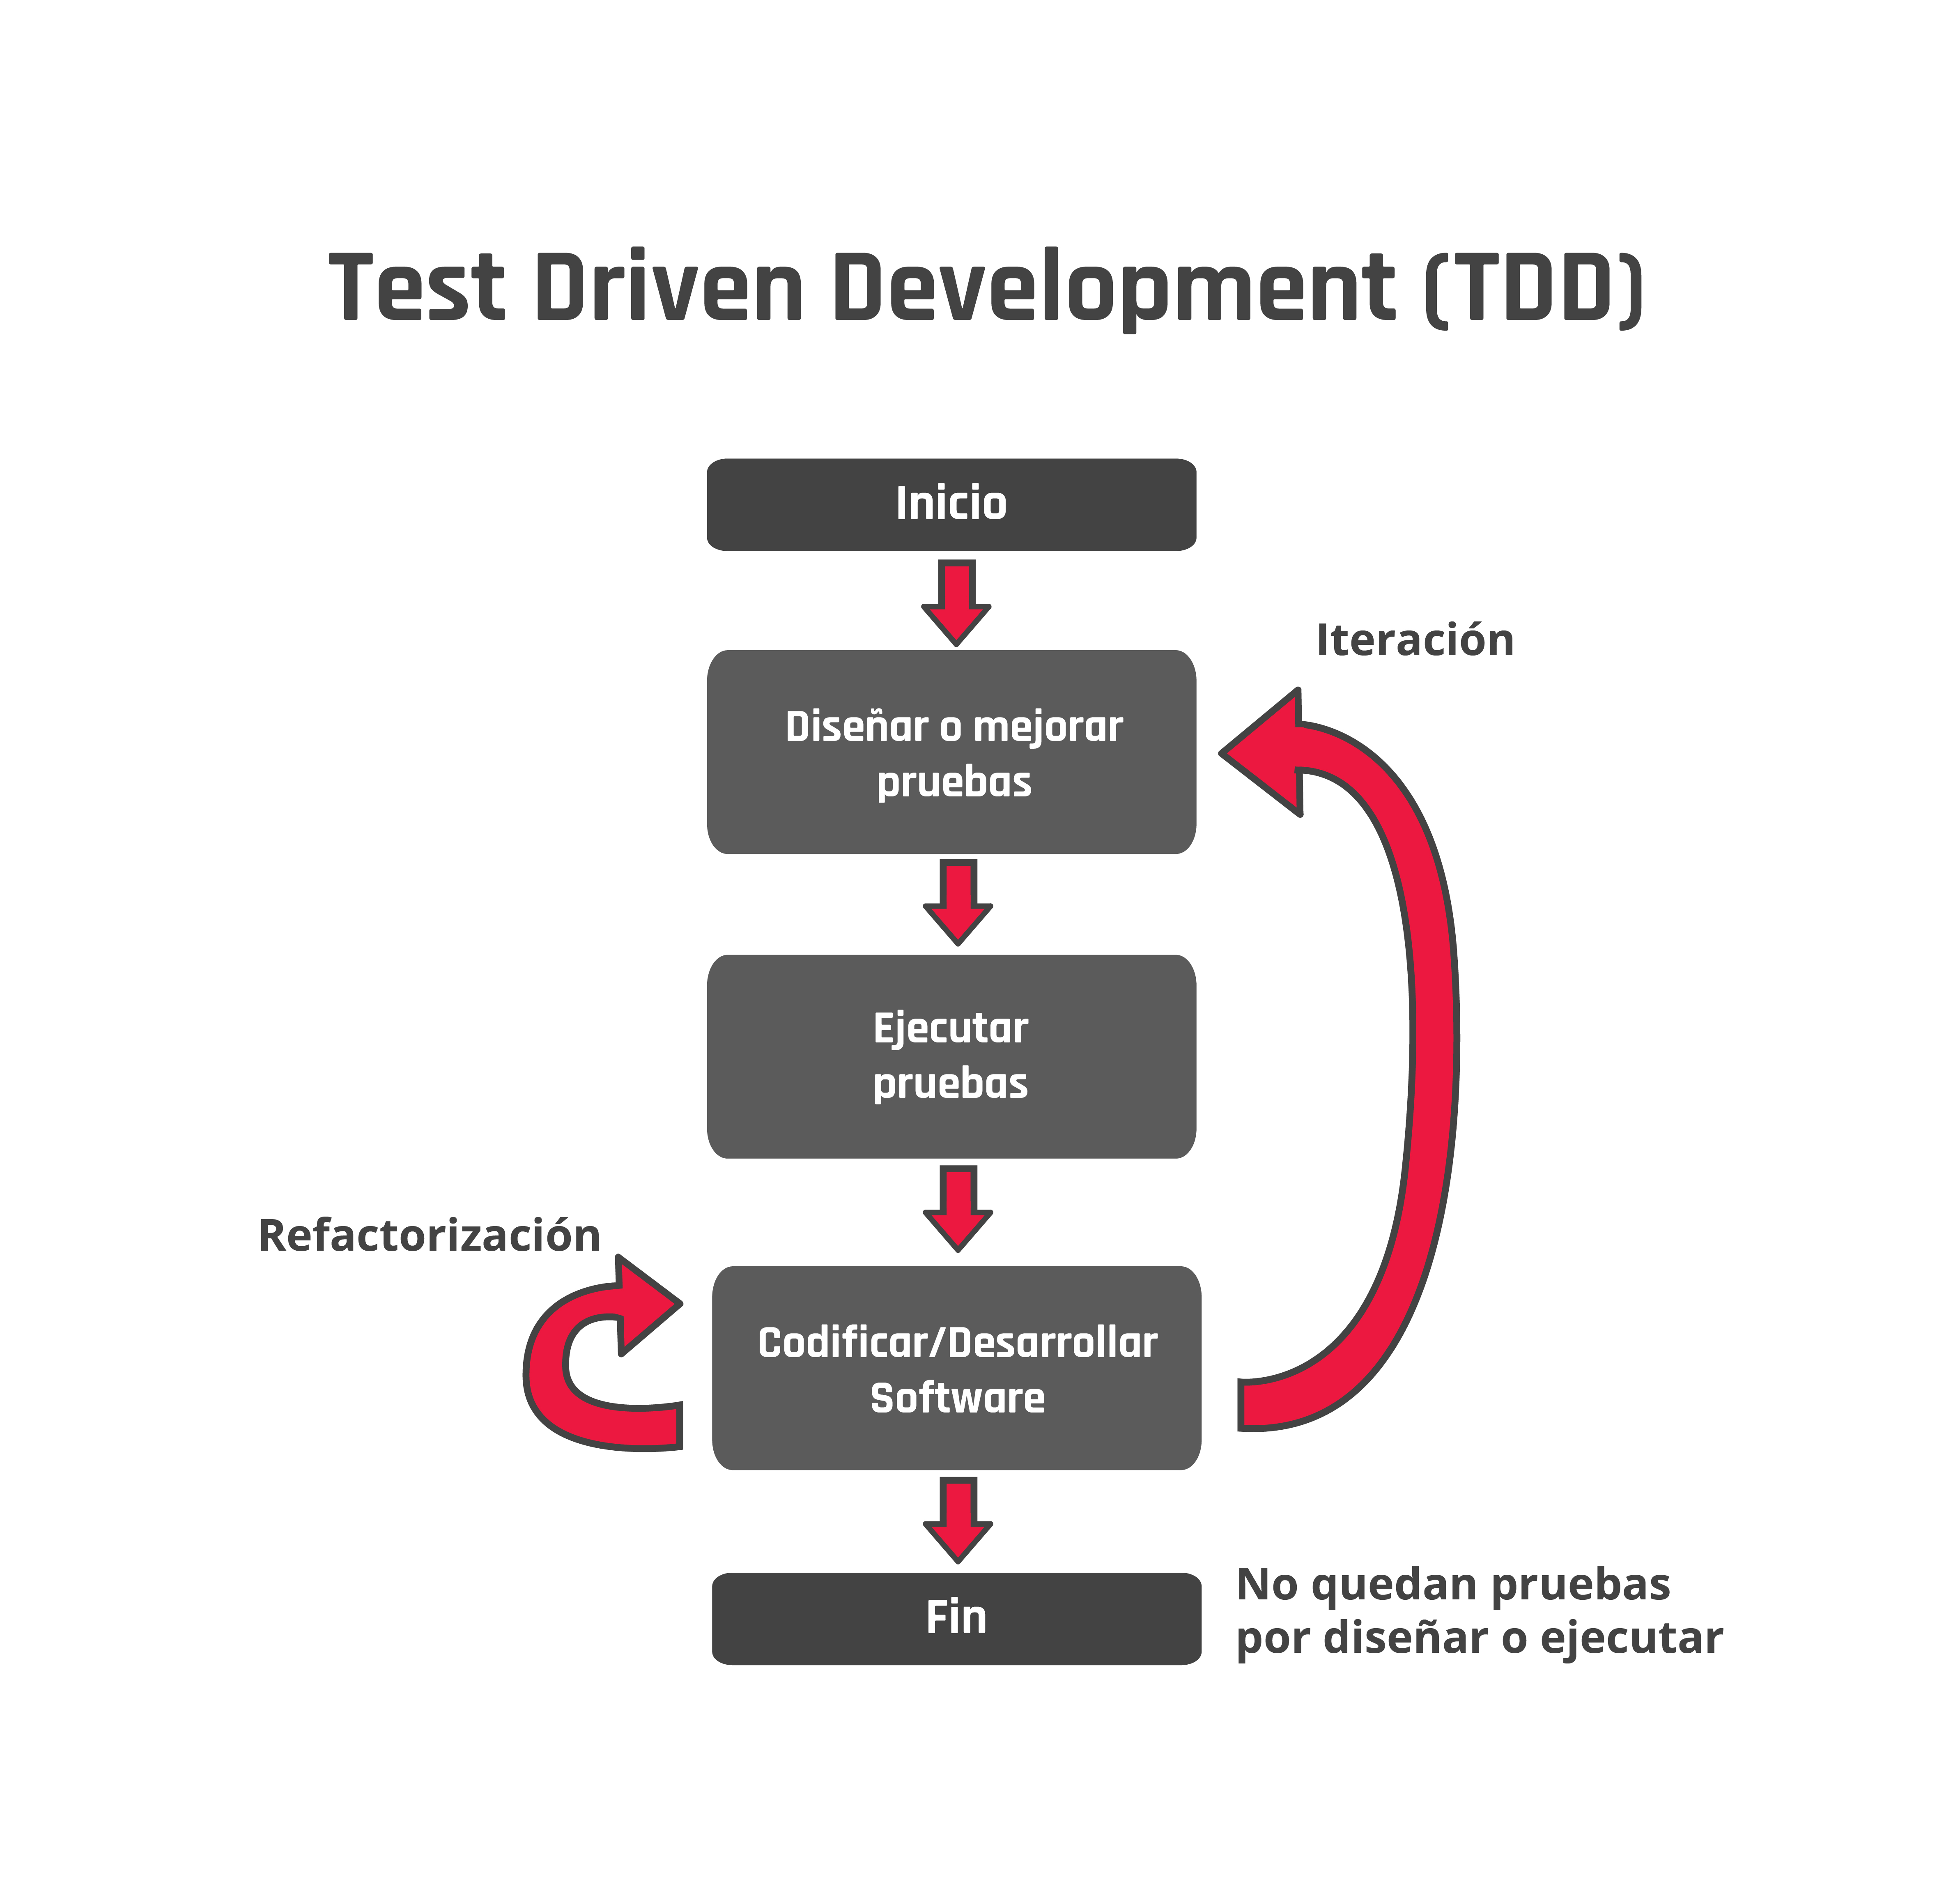 Test Driven Development (TDD)
Inicio
Iteración
Diseñar o mejorar
pruebas
Ejecutar
pruebas
Refactorización
Codificar/Desarrollar
Software
Fin
No quedan pruebas
por diseñar o ejecutar